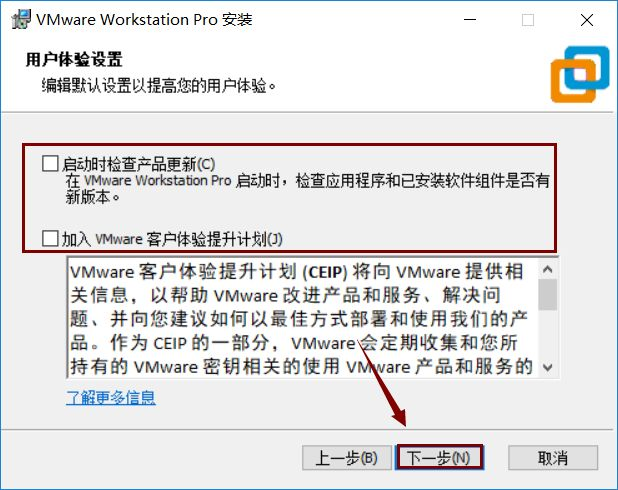 VMware Workstation Pro 安装
用户体验设置
编辑默认设置以提高您的用户体验。
启动时检查产品更新(C)
在 VMware Workstation Pro 启动时，检查应用程序和已安装软件组件是否有
新版本。
加入 VMware 客户体验提升计划(J)
VMware 客户体验提升计划 (CEIP) 将向 VMware 提供相
关信息，以帮助 VMware 改进产品和服务、解决问
题、并向您建议如何以最佳方式部署和使用我们的产
品。作为 CEIP 的一部分，VMware 会定期收集和您所
持有的 VMware 密钥相关的使用 VMware 产品和服务的
了解更多信息
上一步(B) 下一步(N) 取消